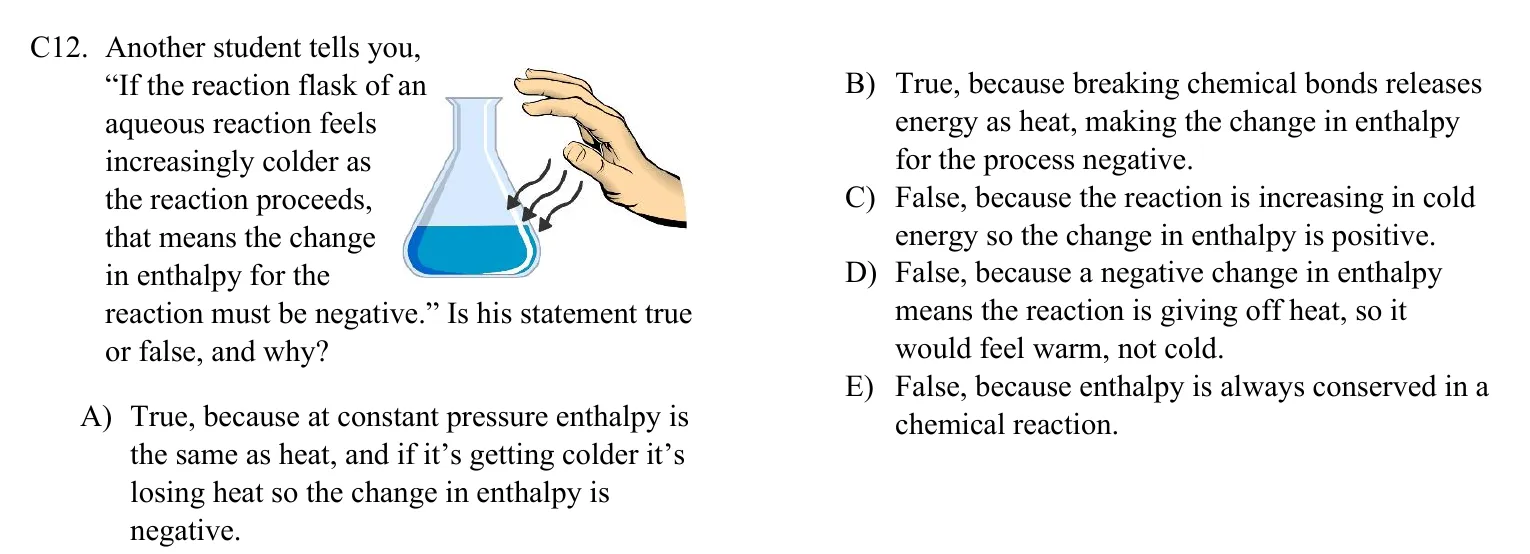 C12. Another student tells you,
“If the reaction flask of an
aqueous reaction feels
increasingly colder as
the reaction proceeds,
that means the change
in enthalpy for the
reaction must be negative.” Is his statement true
or false, and why?
A) True, because at constant pressure enthalpy is
the same as heat, and if it’s getting colder it’s
losing heat so the change in enthalpy is
negative.
B) True, because breaking chemical bonds releases
energy as heat, making the change in enthalpy
for the process negative.
C) False, because the reaction is increasing in cold
energy so the change in enthalpy is positive.
D) False, because a negative change in enthalpy
means the reaction is giving off heat, so it
would feel warm, not cold.
E) False, because enthalpy is always conserved in a
chemical reaction.